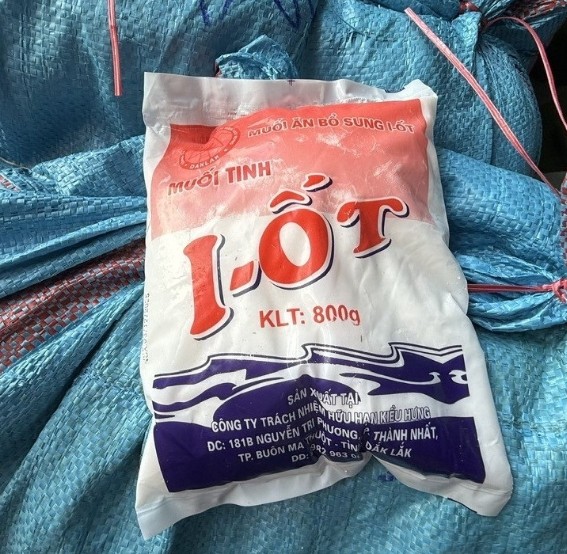 MUỐI ĂN BỔ SUNG I-ỐT
MUỐI TINH
I-ỐT
KLT: 800g
SẢN XUẤT TẠI
CÔNG TY TRÁCH NHIỆM HỮU HẠN KIỀU HƯNG
DC: 181B NGUYỄN TRI PHƯƠNG, P. THÀNH NHẤT,
TP. BUÔN MA THUỘT - TỈNH ĐẮK LẮK